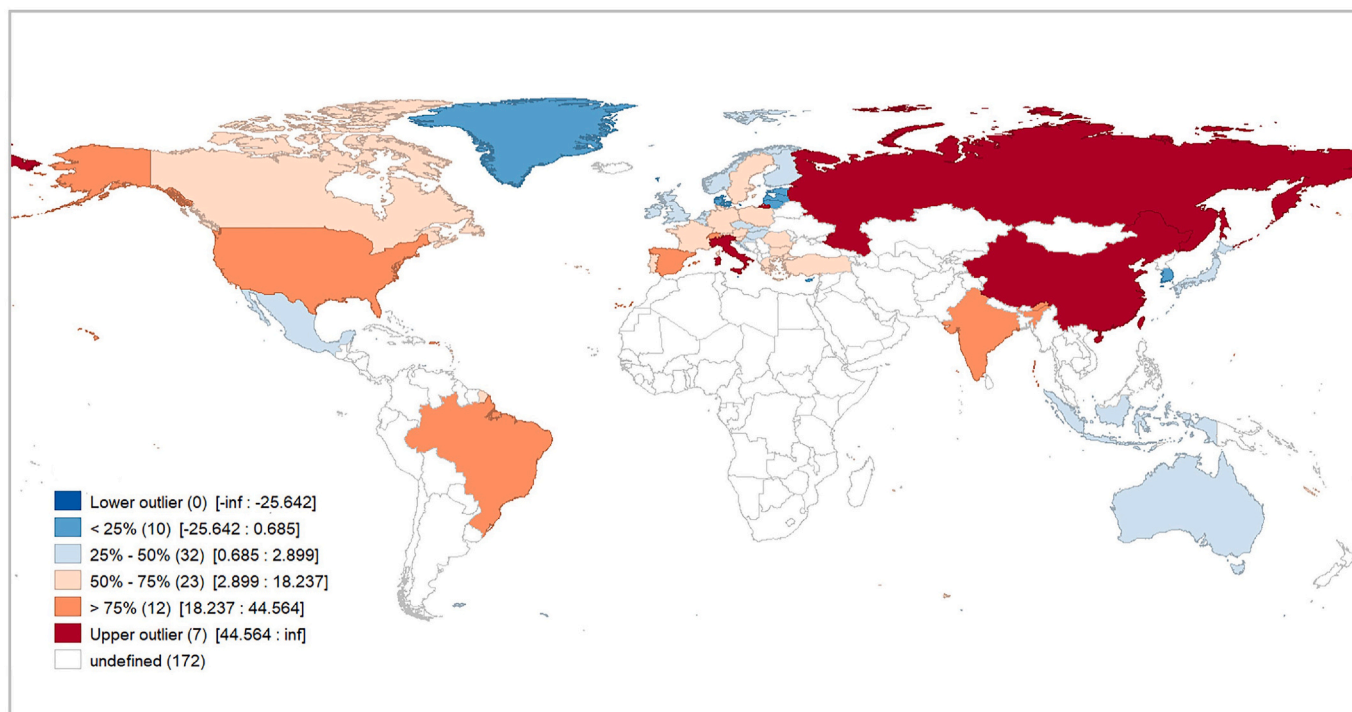 Lower outlier (0) [-inf : -25.642]
< 25% (10) [-25.642 : 0.685]
25% - 50% (32) [0.685 : 2.899]
50% - 75% (23) [2.899 : 18.237]
> 75% (12) [18.237 : 44.564]
Upper outlier (7) [44.564 : inf]
undefined (172)